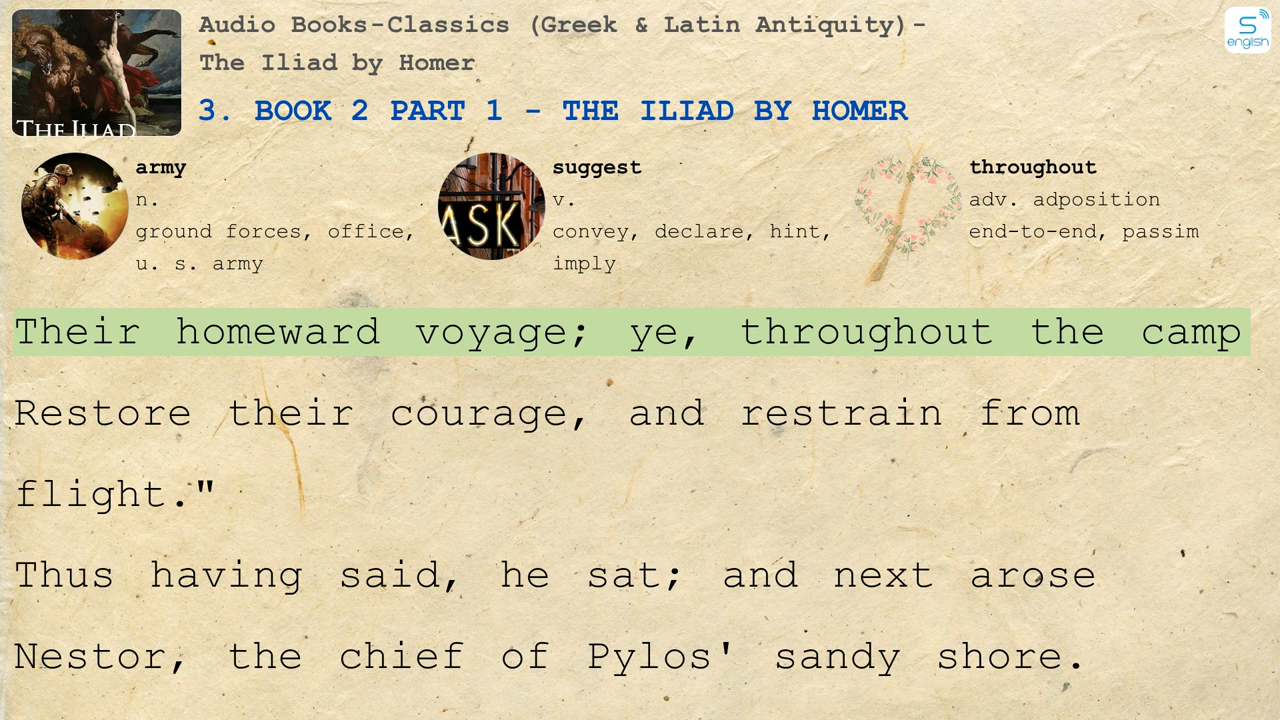 Audio Books-Classics (Greek & Latin Antiquity)-
The Iliad by Homer
3. BOOK 2 PART 1 - THE ILIAD BY HOMER
THE ILIAD
S
english
army
n.
ground forces, office,
u. s. army
ASK
suggest
v.
convey, declare, hint,
imply
throughout
adv. adposition
end-to-end, passim
Their homeward voyage; ye, throughout the camp
Restore their courage, and restrain from
flight."
Thus having said, he sat; and next arose
Nestor, the chief of Pylos' sandy shore.